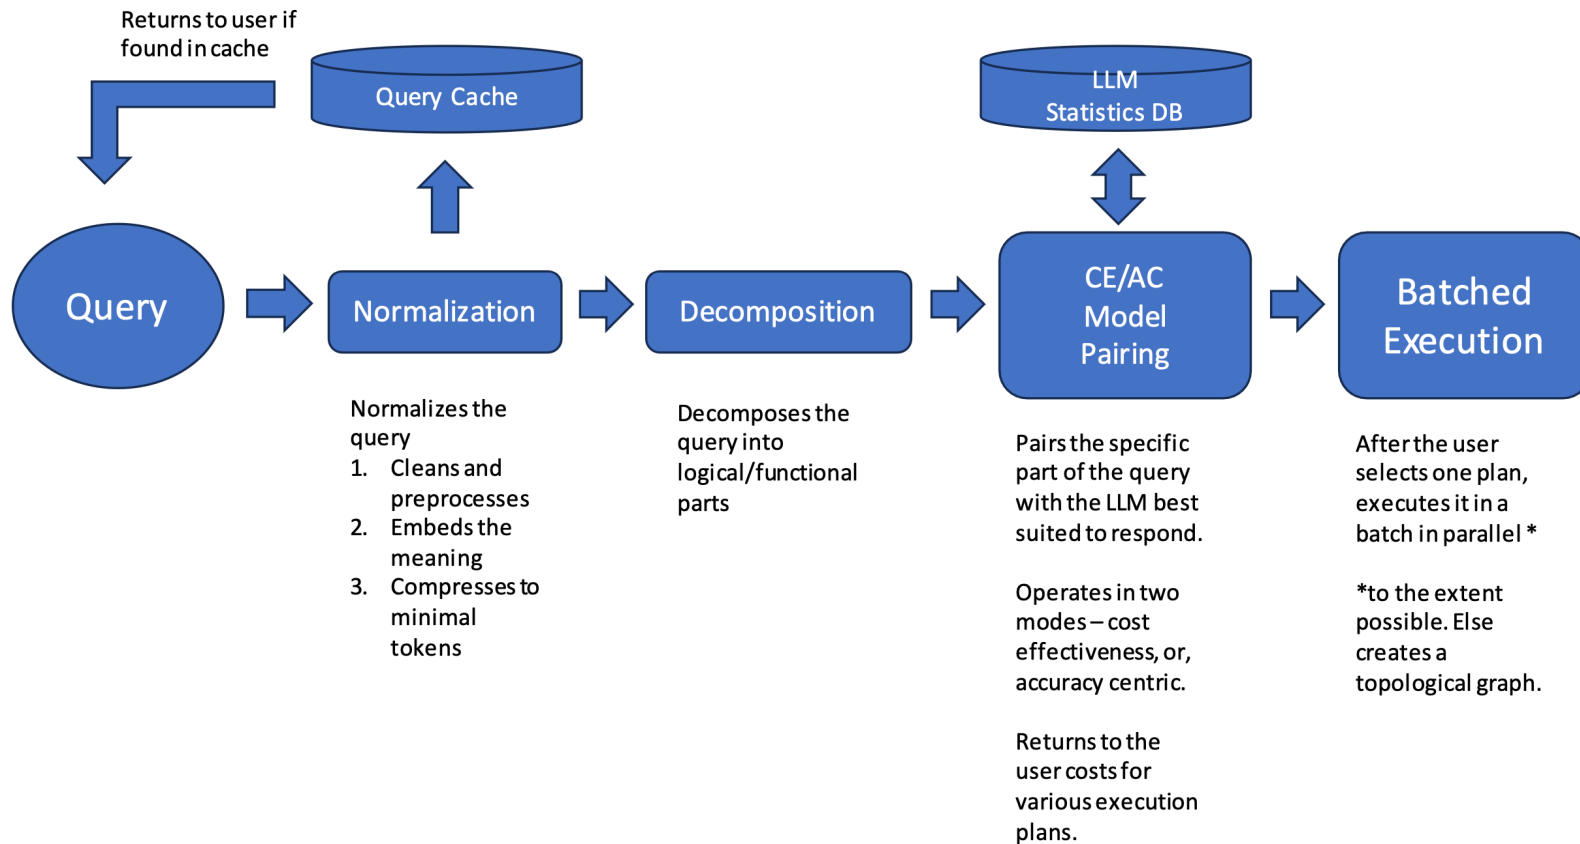 Returns to user if
found in cache
Query Cache
LLM
Statistics DB
Query
Normalization
Decomposition
CE/AC
Model
Pairing
Batched
Execution
Normalizes the
query
1. Cleans and
preprocesses
2. Embeds the
meaning
3. Compresses to
minimal
tokens
Decomposes the
query into
logical/functional
parts
Pairs the specific
part of the query
with the LLM best
suited to respond.
Operates in two
modes – cost
effectiveness, or,
accuracy centric.
Returns to the
user costs for
various execution
plans.
After the user
selects one plan,
executes it in a
batch in parallel *
*to the extent
possible. Else
creates a
topological graph.